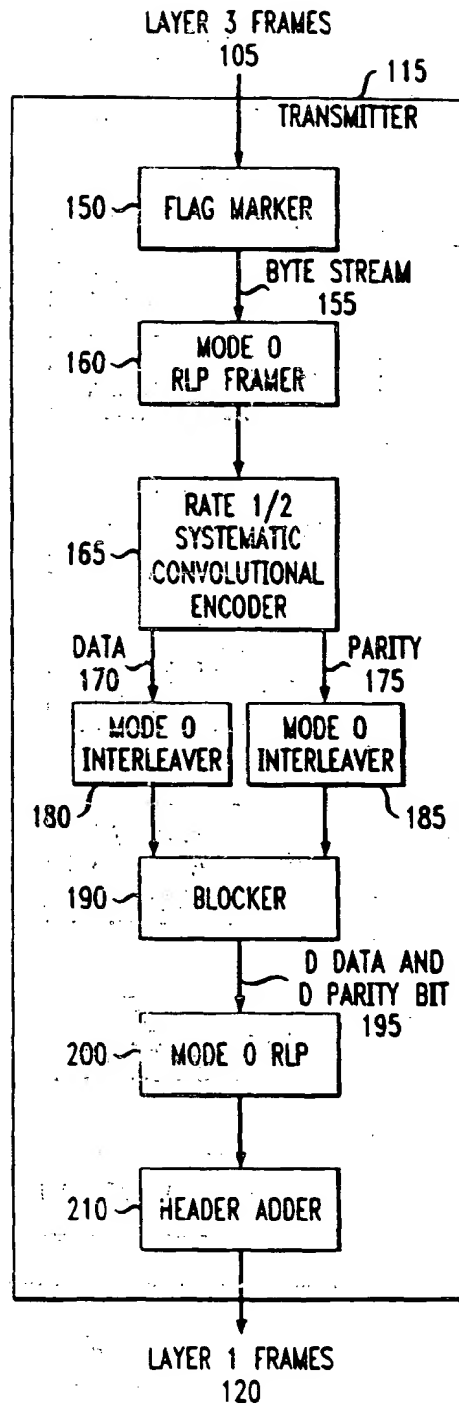 LAYER 3 FRAMES
105
115
TRANSMITTER
150
FLAG MARKER
BYTE STREAM
155
160
MODE 0
RLP FRAMER
165
RATE 1/2
SYSTEMATIC
CONVOLUTIONAL
ENCODER
DATA
170
PARITY
175
MODE 0
INTERLEAVER
180
MODE 0
INTERLEAVER
185
190
BLOCKER
D DATA AND
D PARITY BIT
195
200
MODE 0 RLP
210
HEADER ADDER
LAYER 1 FRAMES
120